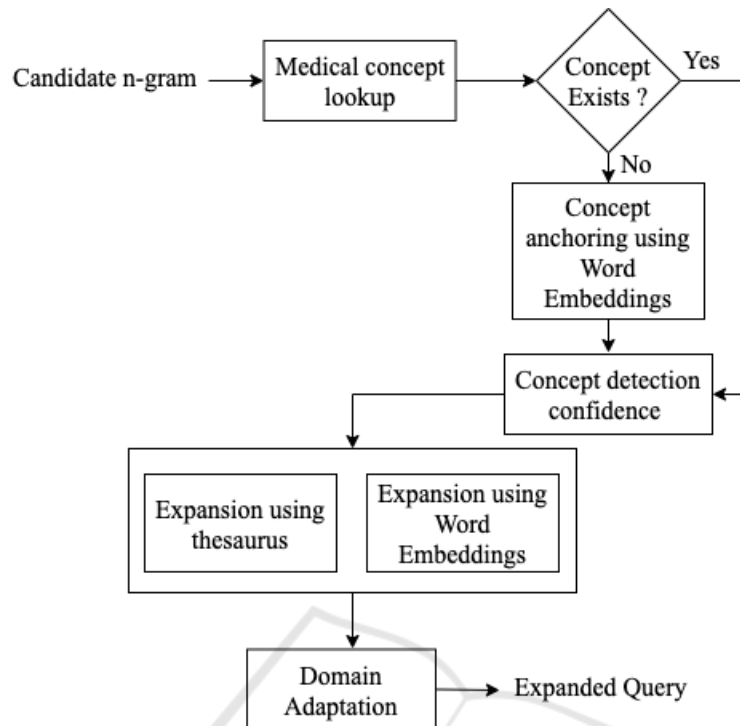 Candidate n-gram
Medical concept
lookup
Concept
Exists ?
Yes
No
Concept
anchoring using
Word
Embeddings
Concept detection
confidence
Expansion using
thesaurus
Expansion using
Word
Embeddings
Domain
Adaptation
Expanded Query